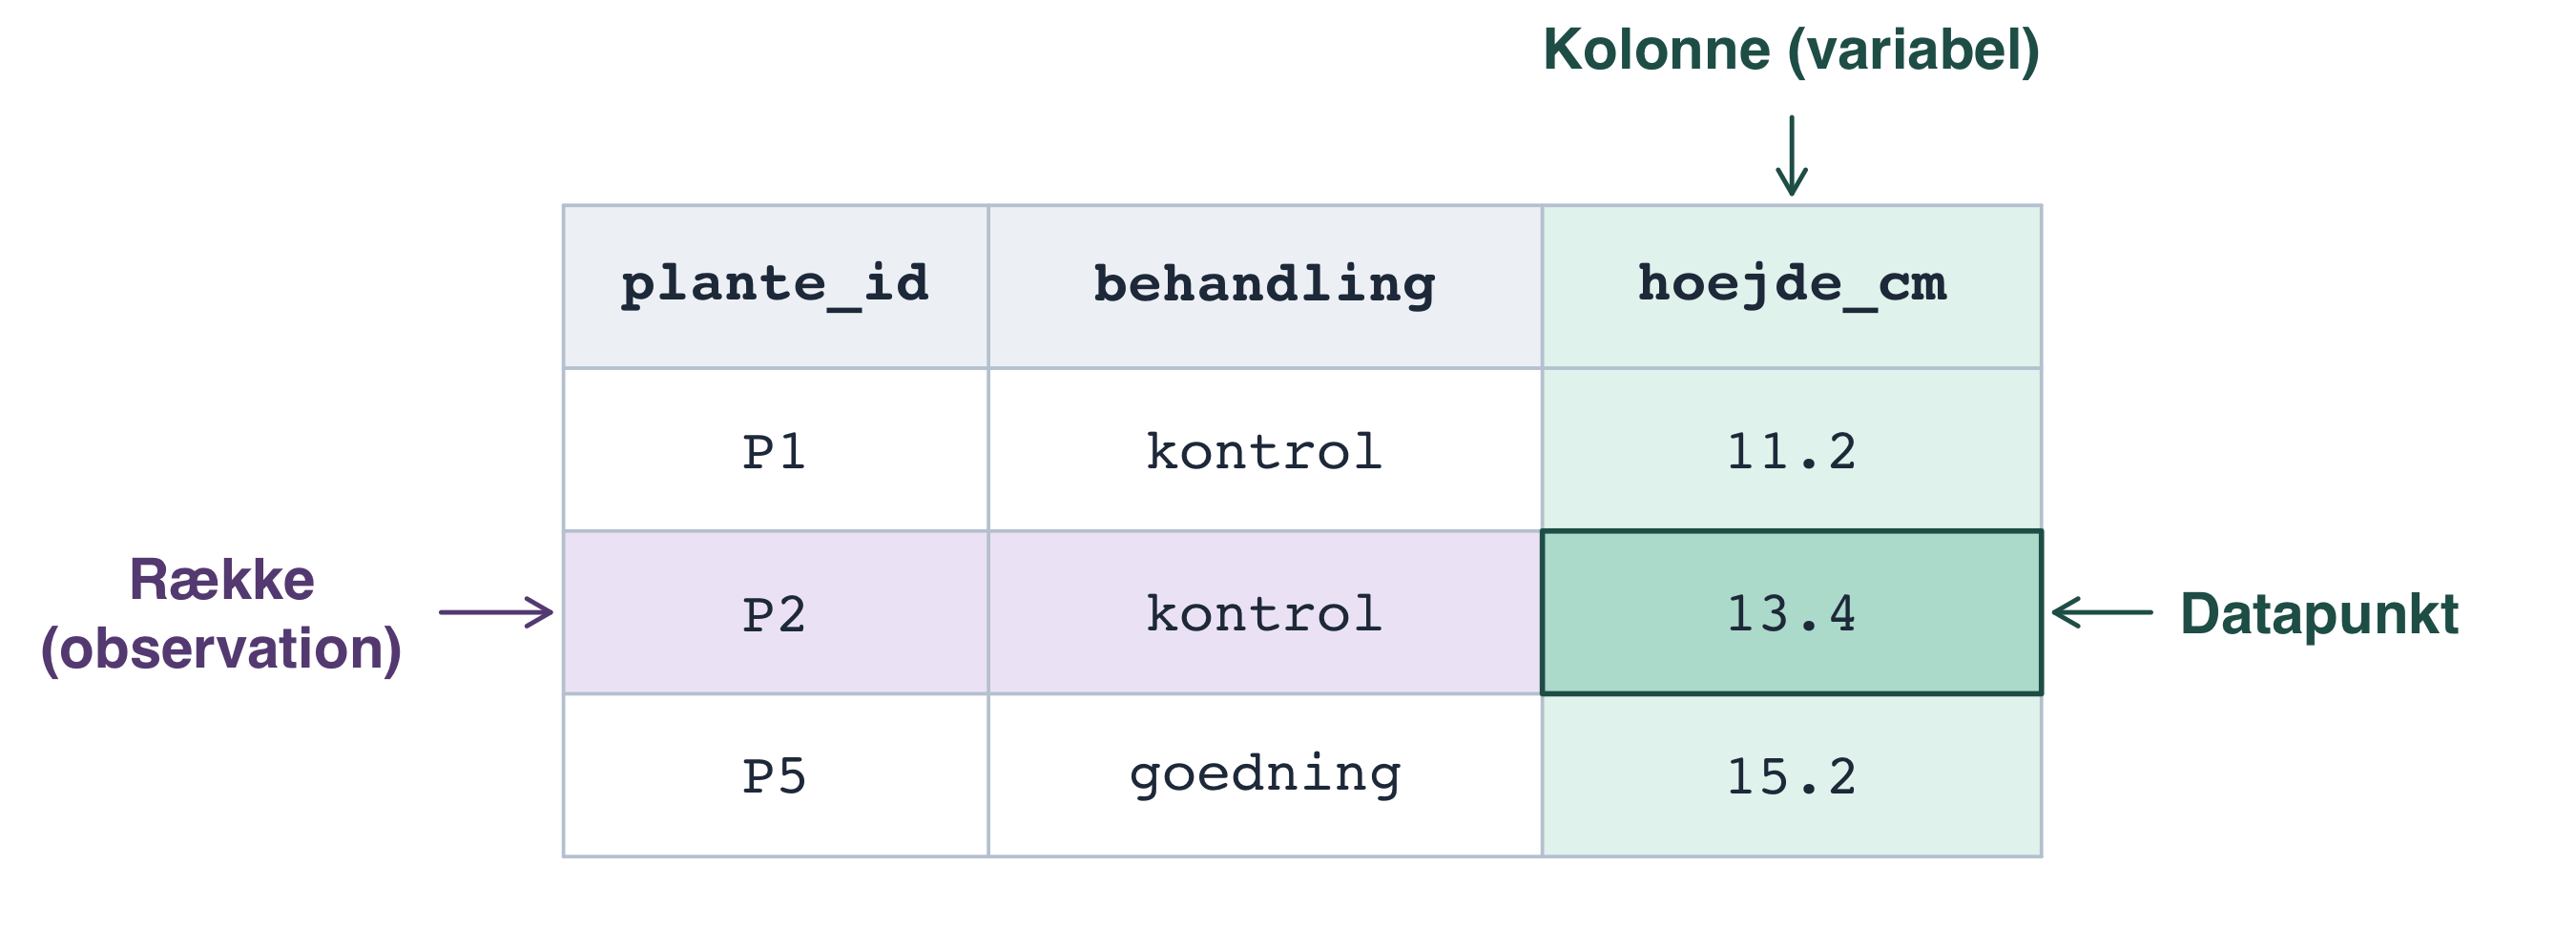 Kolonne (variabel)
plante_id behandling hoejde_cm
P1 kontrol 11.2
Række
(observation)
P2 kontrol 13.4
Datapunkt
P5 goedning 15.2